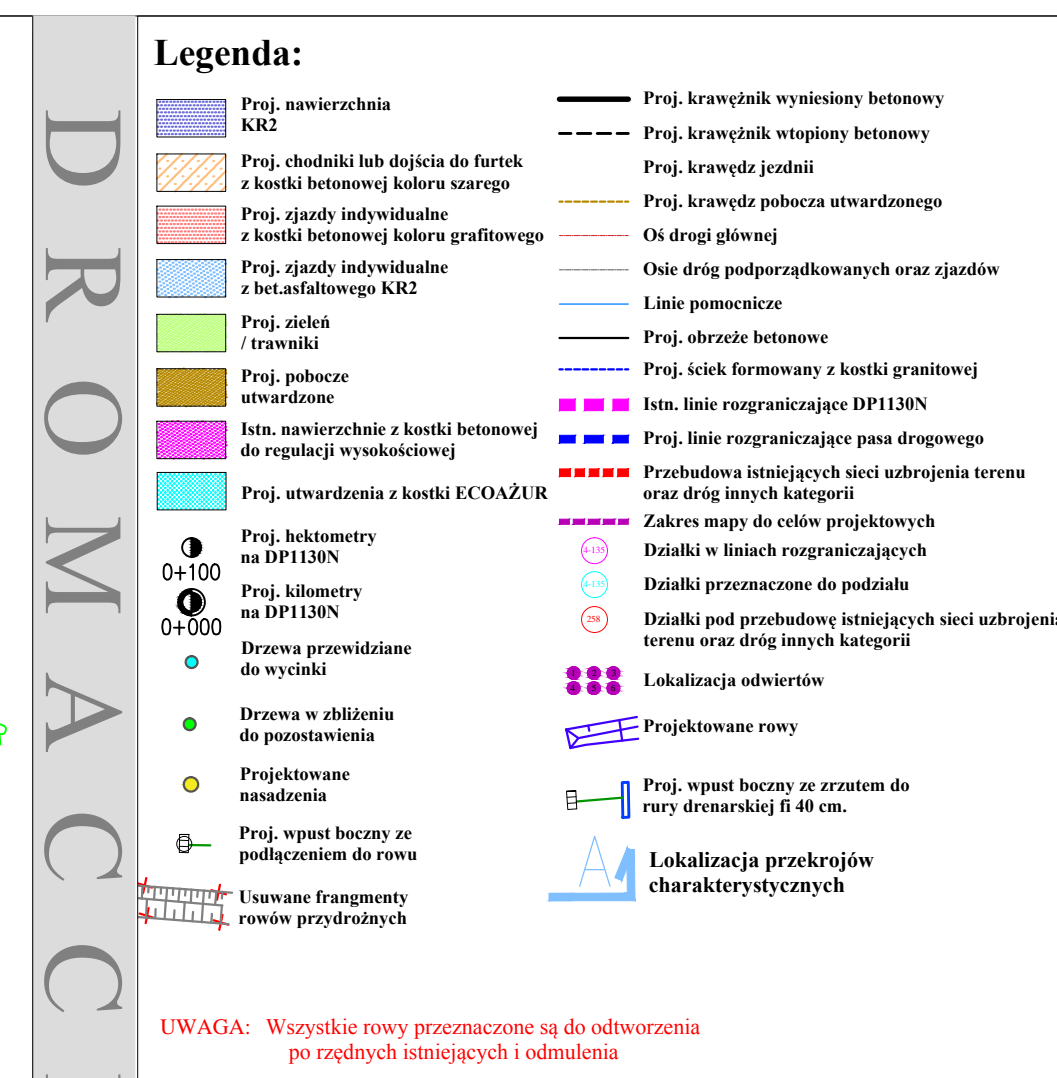 D R O M A C C
Legenda:
Proj. nawierzchnia
KR2
Proj. chodniki lub dojścia do furtek
z kostki betonowej koloru szarego
Proj. zjazdy indywidualne
z kostki betonowej koloru grafitowego
Proj. zjazdy indywidualne
z bet.asfaltowego KR2
Proj. zieleń
/ trawniki
Proj. pobocze
utwardzone
Istn. nawierzchnie z kostki betonowej
do regulacji wysokościowej
Proj. utwardzenia z kostki ECOAŻUR
Proj. hektometry
na DP1130N
0+100
Proj. kilometry
na DP1130N
0+000
Drzewa przewidziane
do wycinki
Drzewa w zbliżeniu
do pozostawienia
Projektowane
nasadzenia
Proj. wpust boczny ze
podłączeniem do rowu
Usuwane frangmenty
rowów przydrożnych
Proj. krawężnik wyniesiony betonowy
Proj. krawężnik wtopiony betonowy
Proj. krawędz jezdnii
Proj. krawędz pobocza utwardzonego
Oś drogi głównej
Osie dróg podporządkowanych oraz zjazdów
Linie pomocnicze
Proj. obrzeże betonowe
Proj. ściek formowany z kostki granitowej
Istn. linie rozgraniczające DP1130N
Proj. linie rozgraniczające pasa drogowego
Przebudowa istniejących sieci uzbrojenia terenu
oraz dróg innych kategorii
Zakres mapy do celów projektowych
4-135 Działki w liniach rozgraniczających
4-135 Działki przeznaczone do podziału
258 Działki pod przebudowę istniejących sieci uzbrojenia
terenu oraz dróg innych kategorii
1 2 3
4 5 6
Lokalizacja odwiertów
Projektowane rowy
Proj. wpust boczny ze zrzutem do
rury drenarskiej fi 40 cm.
A
Lokalizacja przekrojów
charakterystycznych
UWAGA: Wszystkie rowy przeznaczone są do odtworzenia
po rzędnych istniejących i odmulenia